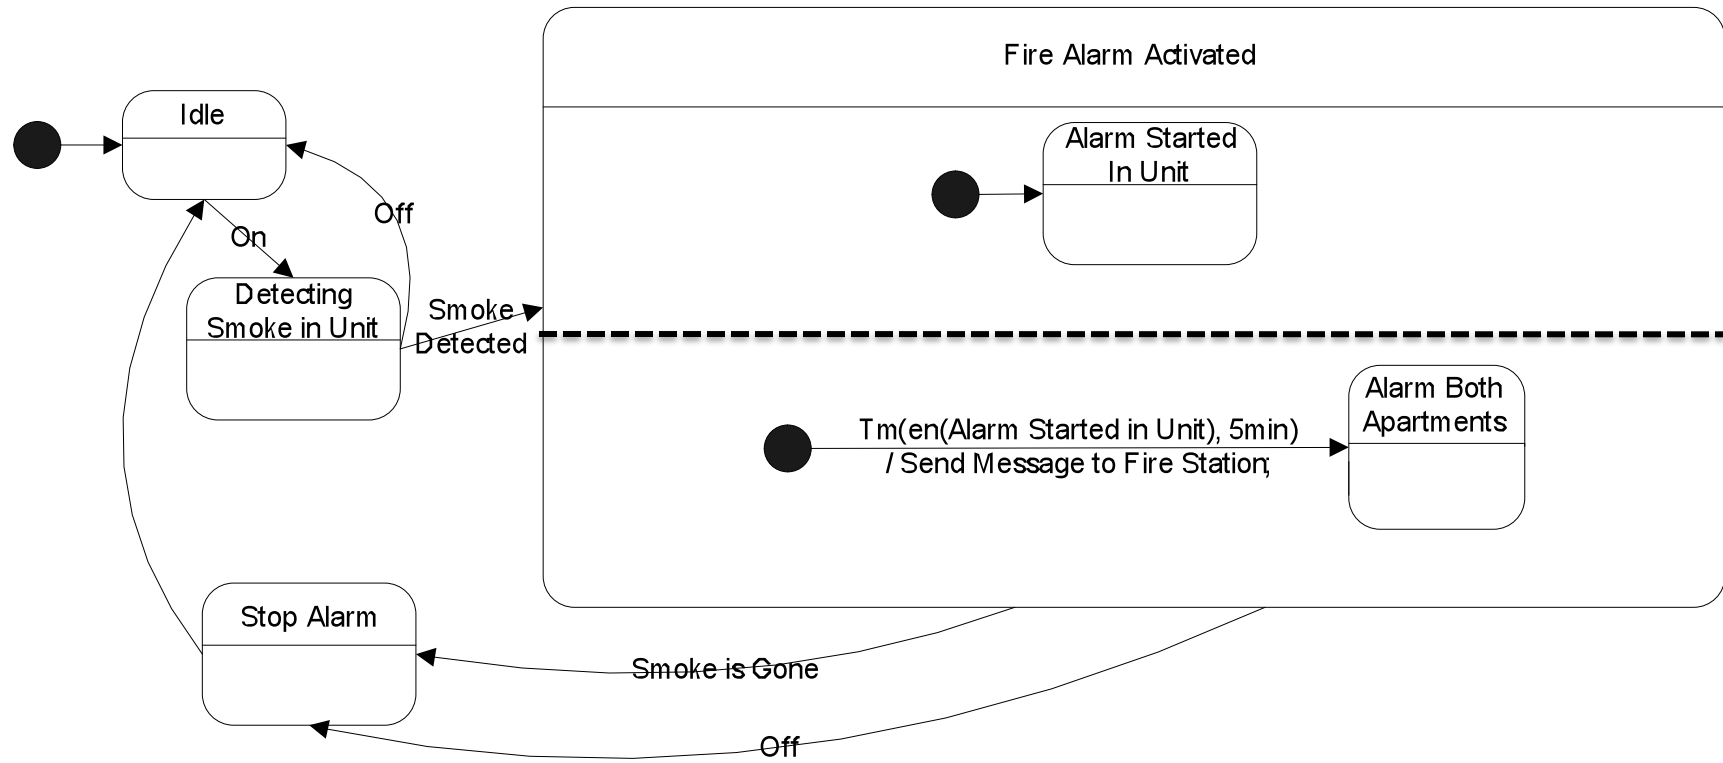 Fire Alarm Activated
Idle
Alarm Started
In Unit
Off
On
Detecting
Smoke in Unit
Smoke
Detected
Alarm Both
Apartments
Tm(en(Alarm Started in Unit), 5min)
/ Send Message to Fire Station;
Stop Alarm
Smoke is Gone
Off